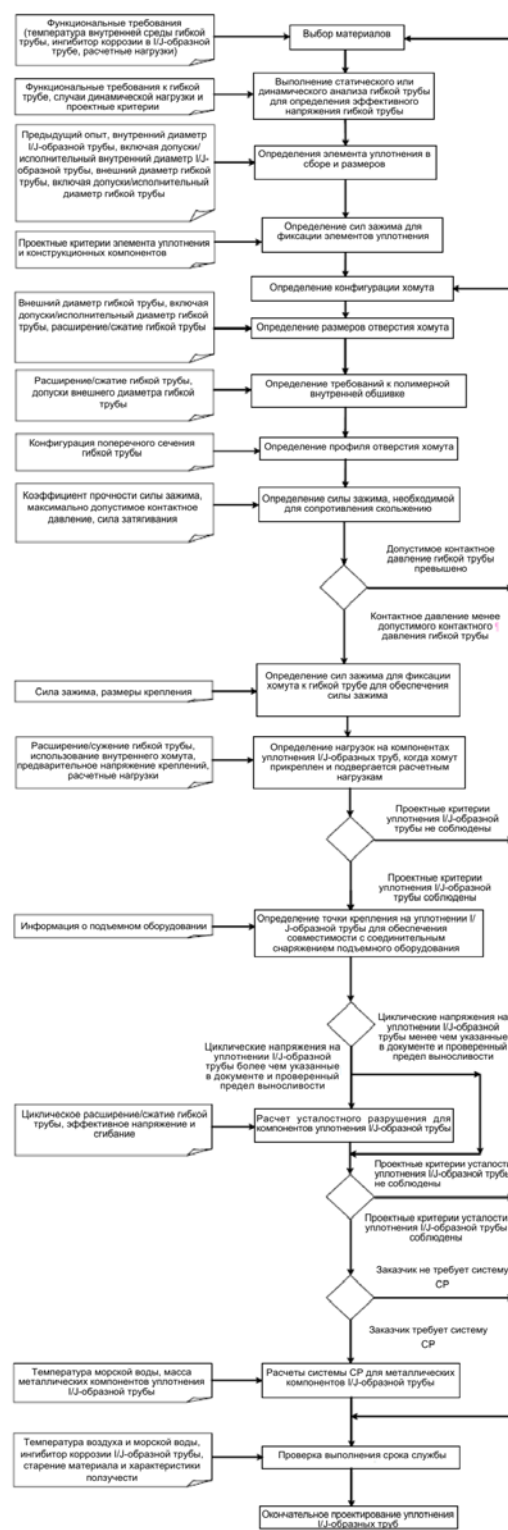 Функциональные требования
(температура внутренней среды гибкой
трубы, ингибитор коррозии в I/J-образной
трубе, расчетные нагрузки)
Выбор материалов
Функциональные требования к гибкой
трубе, случаи динамической нагрузки и
проектные критерии
Выполнение статического или
динамического анализа гибкой трубы
для определения эффективного
напряжения гибкой трубы
Предыдущий опыт, внутренний диаметр
I/J-образной трубы, включая допуски/
исполнительный внутренний диаметр I/J-
образной трубы, внешний диаметр гибкой
трубы, включая допуски/исполнительный
диаметр гибкой трубы
Определения элемента уплотнения в
сборе и размеров
Проектные критерии элемента уплотнения
и конструкционных компонентов
Определение сил зажима для
фиксации элементов уплотнения
Определение конфигурации хомута
Внешний диаметр гибкой трубы, включая
допуски/исполнительный диаметр гибкой
трубы, расширение/сжатие гибкой трубы
Определение размеров отверстия хомута
Расширение/сжатие гибкой трубы,
допуски внешнего диаметра гибкой
трубы
Определение требований к полимерной
внутренней обшивке
Конфигурация поперечного сечения
гибкой трубы
Определение профиля отверстия хомута
Коэффициент прочности силы зажима,
максимально допустимое контактное
давление, сила затягивания
Определение силы зажима, необходимой
для сопротивления скольжению
Допустимое контактное
давление гибкой трубы
превышено
Контактное давление менее
допустимого контактного
давления гибкой трубы
Сила зажима, размеры крепления
Определение сил зажима для фиксации
хомута к гибкой трубе для обеспечения
силы зажима
Расширение/сужение гибкой трубы,
использование внутреннего хомута,
предварительное напряжение креплений,
расчетные нагрузки
Определение нагрузок на компонентах
уплотнения I/J-образных труб, когда хомут
прикреплен и подвергается расчетным
нагрузкам
Проектные критерии
уплотнения I/J-образной
трубы не соблюдены
Проектные критерии
уплотнения I/J-образной
трубы соблюдены
Информация о подъемном оборудовании
Определение точки крепления на уплотнении I/
J-образной трубы для обеспечения
совместимости с соединительным
снаряжением подъемного оборудования
Циклические напряжения на
уплотнении I/J-образной
трубы менее чем указанные
в документе и проверенный
предел выносливости
Циклические напряжения на
уплотнении I/J-образной
трубы более чем указанные
в документе и проверенный
предел выносливости
Циклическое расширение/сжатие гибкой
трубы, эффективное напряжение и
сгибание
Расчет усталостного разрушения для
компонентов уплотнения I/J-образной трубы
Проектные критерии усталости
уплотнения I/J-образной трубы
не соблюдены
Проектные критерии усталости
уплотнения I/J-образной трубы
соблюдены
Заказчик не требует систему
СР
Заказчик требует систему
СР
Температура морской воды, масса
металлических компонентов уплотнения
I/J-образной трубы
Расчеты системы СР для металлических
компонентов I/J-образной трубы
Температура воздуха и морской воды,
ингибитор коррозии I/J-образной трубы,
старение материала и характеристики
ползучести
Проверка выполнения срока службы
Окончательное проектирование уплотнения
I/J-образных труб